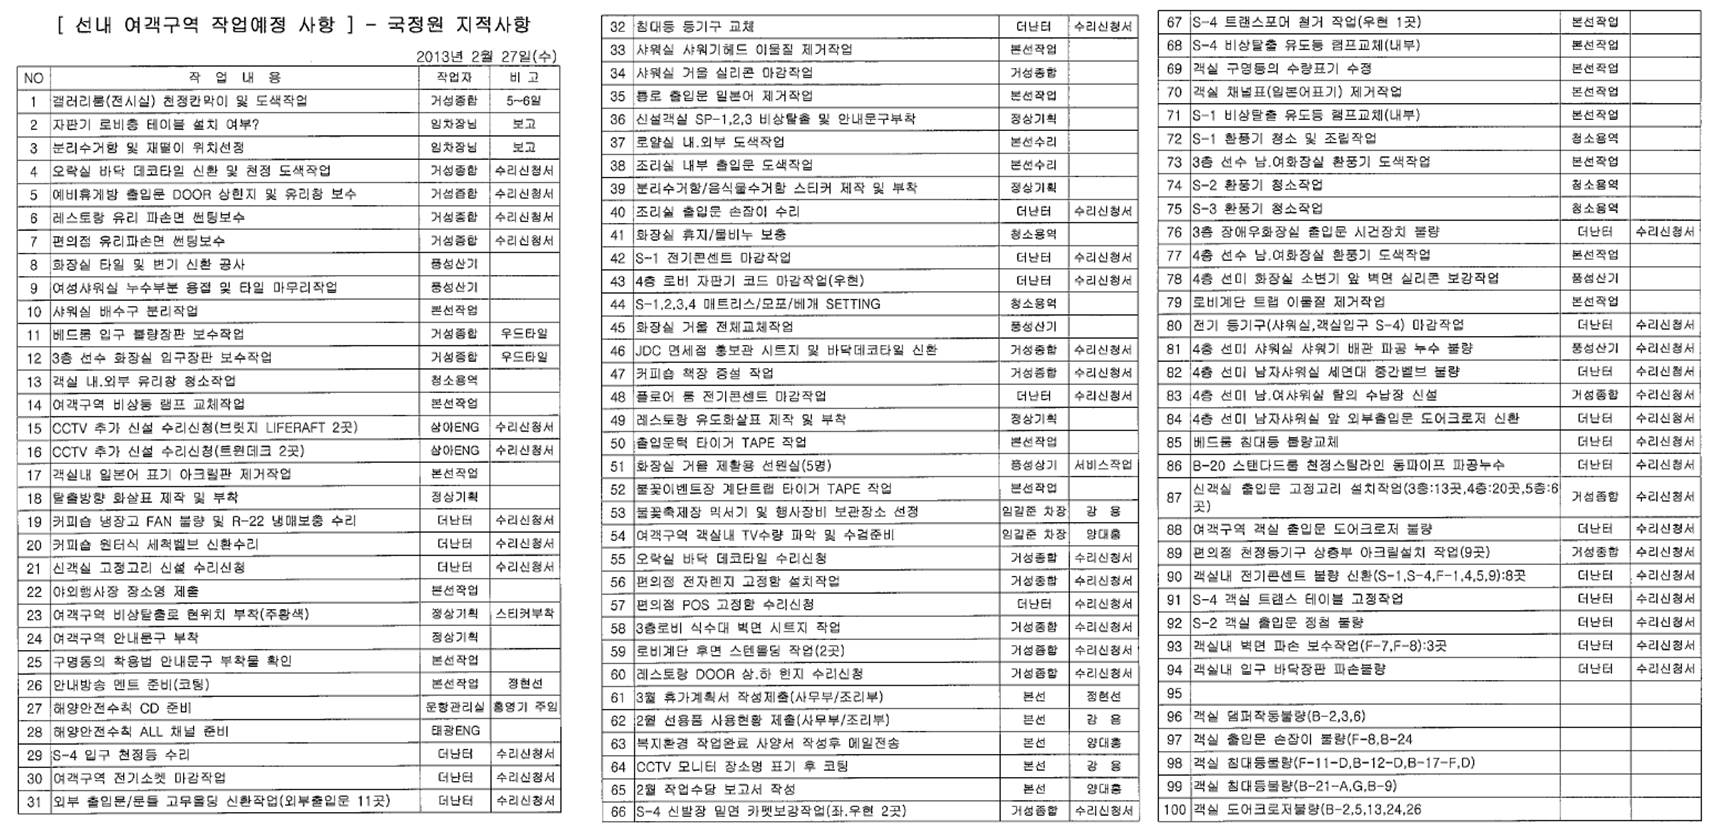 [ 선내 여객구역 작업예정 사항 ] - 국정원 지적사항
2013년 2월 27일(수)
NO 작 업 내 용 작업자 비 고
1 갤러리룸(전시실) 천정칸막이 및 도색작업 거성종합 5~6일
2 자판기 로비층 테이블 설치 여부? 임차장님 보고
3 분리수거함 및 재떨이 위치선정 임차장님 보고
4 오락실 바닥 데코타일 신환 및 천정 도색작업 거성종합 수리신청서
5 에비휴게방 출입문 DOOR 상힌지 및 유리창 보수 거성종합 수리신청서
6 레스토랑 유리 파손면 썬팅보수 거성종합 수리신청서
7 편의점 유리파손면 썬팅보수 거성종합 수리신청서
8 화장실 타일 및 변기 신환 공사 풍성산기
9 여성샤워실 누수부분 용접 및 타일 마무리작업 풍성산기
10 샤워실 배수구 분리작업 본선작업
11 베드룸 입구 불량장판 보수작업 거성종합 우드타일
12 3층 선수 화장실 입구장판 보수작업 거성종합 우드타일
13 객실 내.외부 유리창 청소작업 청소용역
14 여객구역 비상등 램프 교체작업 본선작업
15 CCTV 추가 신설 수리신청(브릿지 LIFERAFT 2곳) 상아ENG 수리신청서
16 CCTV 추가 신설 수리신청(트윈데크 2곳) 상아ENG 수리신청서
17 객실내 일본어 표기 아크릴판 제거작업 본선작업
18 탈출방향 화살표 제작 및 부착 정상기획
19 커피숍 냉장고 FAN 불량 및 R-22 냉매보충 수리 더난터 수리신청서
20 커피숍 원터식 세척벨브 신환수리 더난터 수리신청서
21 신객실 고정고리 신설 수리신청 더난터 수리신청서
22 야외행사장 장소명 제출 본선작업
23 여객구역 비상탈출로 현위치 부착(주황색) 정상기획 스티커부착
24 여객구역 안내문구 부착 정상기획
25 구명동의 착용법 안내문구 부착물 확인 본선작업
26 안내방송 멘트 준비(코팅) 본선작업 정현선
27 해양안전수칙 CD 준비 운항관리실 홍영기 주임
28 해양안전수칙 ALL 채널 준비 태광ENG
29 S-4 입구 천정등 수리 더난터 수리신청서
30 여객구역 전기소켓 마감작업 더난터 수리신청서
31 외부 출입문/문틀 고무몰딩 신환작업(외부출입문 11곳) 더난터 수리신청서
32 침대등 등기구 교체 더난터 수리신청서
33 샤워실 샤워기헤드 이물질 제거작업 본선작업
34 샤워실 거울 실리콘 마감작업 거성종합
35 통로 출입문 일본어 제거작업 본선작업
36 신설객실 SP-1,2,3 비상탈출 및 안내문구부착 정상기획
37 로얄실 내.외부 도색작업 본선수리
38 조리실 내부 출입문 도색작업 본선수리
39 분리수거함/음식물수거함 스티커 제작 및 부착 정상기획
40 조리실 출입문 손잡이 수리 더난터 수리신청서
41 화장실 휴지/물비누 보충 청소용역
42 S-1 전기콘센트 마감작업 더난터 수리신청서
43 4층 로비 자판기 코드 마감작업(우현) 더난터 수리신청서
44 S-1,2,3,4 매트리스/모포/베개 SETTING 청소용역
45 화장실 거울 전체교체작업 풍성산기
46 JDC 면세점 홍보관 시트지 및 바닥데코타일 신환 거성종합 수리신청서
47 커피숍 책장 증설 작업 거성종합 수리신청서
48 플로어 룸 전기콘센트 마감작업 더난터 수리신청서
49 레스토랑 유도화살표 제작 및 부착 정상기획
50 출입문턱 타이거 TAPE 작업 본선작업
51 화장실 거울 재활용 선원실(5명) 풍성상기 서비스작업
52 불꽃이벤트장 계단트랩 타이거 TAPE 작업 본선작업
53 불꽃축제장 믹서기 및 행사장비 보관장소 선정 임길준 차장 강 용
54 여객구역 객실내 TV수량 파악 및 수검준비 임길준 차장 양대홍
55 오락실 바닥 데코타일 수리신청 거성종합 수리신청서
56 편의점 전자렌지 고정함 설치작업 거성종합 수리신청서
57 편의점 POS 고정함 수리신청 더난터 수리신청서
58 3층로비 식수대 벽면 시트지 작업 거성종합 수리신청서
59 로비계단 후면 스텐몰딩 작업(2곳) 거성종합 수리신청서
60 레스토랑 DOOR 상.하 힌지 수리신청 거성종합 수리신청서
61 3월 휴가계획서 작성제출(사무부/조리부) 본선 정현선
62 2월 선용품 사용현황 제출(사무부/조리부) 본선 강 용
63 복지환경 작업완료 사양서 작성후 메일전송 본선 양대홍
64 CCTV 모니터 장소명 표기 후 코팅 본선 강 용
65 2월 작업수당 보고서 작성 본선 양대홍
66 S-4 신발장 밑면 카펫보강작업(좌.우현 2곳) 거성종합 수리신청서
67 S-4 트랜스포머 철거 작업(우현 1곳) 본선작업
68 S-4 비상탈출 유도등 램프교체(내부) 본선작업
69 객실 구명동의 수량표기 수정 본선작업
70 객실 채널표(일본어표기) 제거작업 본선작업
71 S-1 비상탈출 유도등 램프교체(내부) 본선작업
72 S-1 환풍기 청소 및 조립작업 청소용역
73 3층 선수 남.여화장실 환풍기 도색작업 본선작업
74 S-2 환풍기 청소작업 청소용역
75 S-3 환풍기 청소작업 청소용역
76 3층 장애우화장실 출입문 시건장치 불량 더난터 수리신청서
77 4층 선수 남.여화장실 환풍기 도색작업 본선작업
78 4층 선미 화장실 소변기 앞 벽면 실리콘 보강작업 풍성산기
79 로비계단 트랩 이물질 제거작업 본선작업
80 전기 등기구(샤워실,객실입구 S-4) 마감작업 더난터 수리신청서
81 4층 선미 샤워실 샤워기 배관 파공 누수 불량 풍성산기 수리신청서
82 4층 선미 남자샤워실 세면대 중간벨브 불량 더난터 수리신청서
83 4층 선미 남.여샤워실 탈의 수납장 신설 거성종합 수리신청서
84 4층 선미 남자샤워실 앞 외부출입문 도어크로저 신환 더난터 수리신청서
85 베드룸 침대등 불량교체 더난터 수리신청서
86 B-20 스탠다드룸 천정스팀라인 동파이프 파공누수 더난터 수리신청서
87 신객실 출입문 고정고리 설치작업(3층:13곳,4층:20곳,5층:6곳) 거성종합 수리신청서
88 여객구역 객실 출입문 도어크로저 불량 더난터 수리신청서
89 편의점 천정등기구 상층부 아크릴설치 작업(9곳) 거성종합 수리신청서
90 객실내 전기콘센트 불량 신환(S-1,S-4,F-1,4,5,9):8곳 더난터 수리신청서
91 S-4 객실 트랜스 테이블 고정작업 더난터 수리신청서
92 S-2 객실 출입문 정첩 불량 더난터 수리신청서
93 객실내 벽면 파손 보수작업(F-7,F-8):3곳 더난터 수리신청서
94 객실내 입구 바닥장판 파손불량 더난터 수리신청서
95
96 객실 댐퍼작동불량(B-2,3,6)
97 객실 출입문 손잡이 불량(F-8,B-24
98 객실 침대등불량(F-11-D,B-12-D,B-17-F,D)
99 객실 침대등불량(B-21-A,G,B-9)
100 객실 도어크로저불량(B-2,5,13,24,26